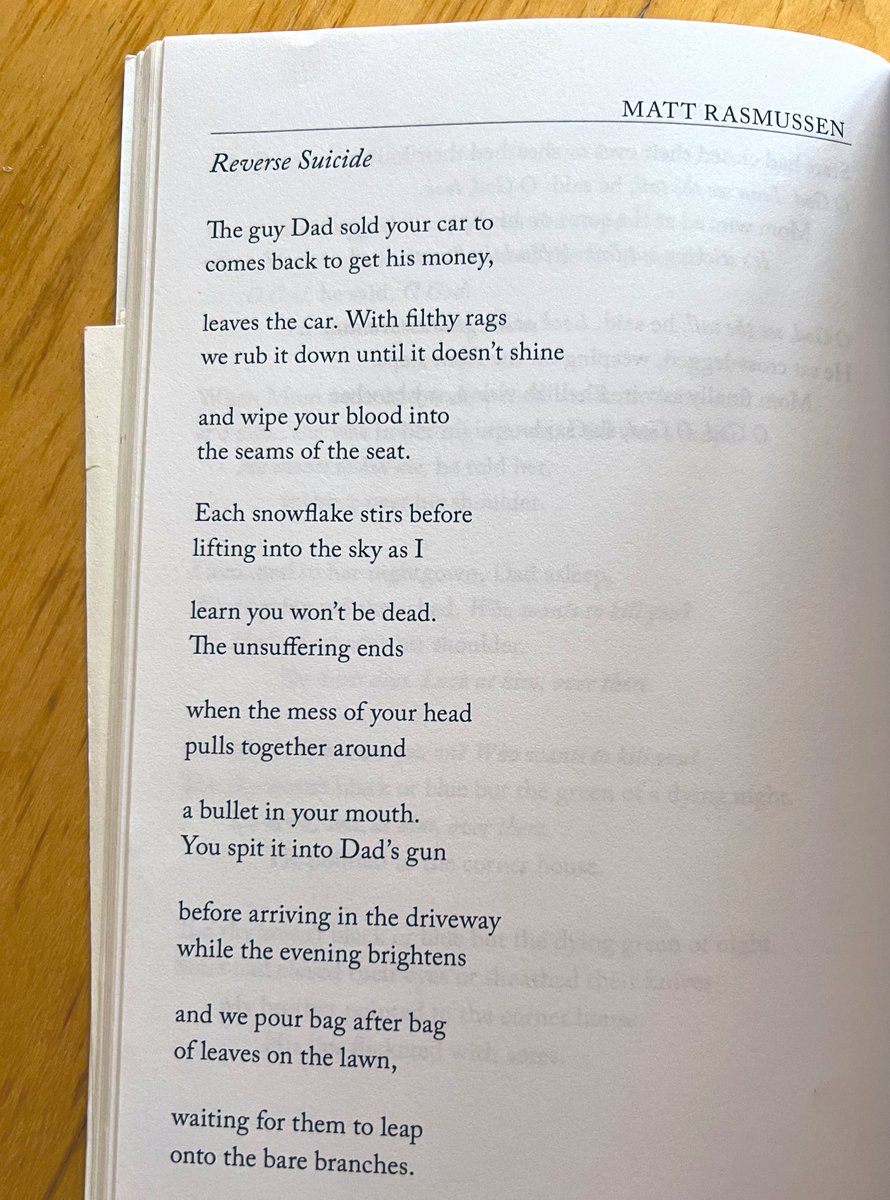 MATT RASMUSSEN
Reverse Suicide
The guy Dad sold your car to
comes back to get his money,
leaves the car. With filthy rags
we rub it down until it doesn’t shine
and wipe your blood into
the seams of the seat.
Each snowflake stirs before
lifting into the sky as I
learn you won’t be dead.
The unsuffering ends
when the mess of your head
pulls together around
a bullet in your mouth.
You spit it into Dad’s gun
before arriving in the driveway
while the evening brightens
and we pour bag after bag
of leaves on the lawn,
waiting for them to leap
onto the bare branches.